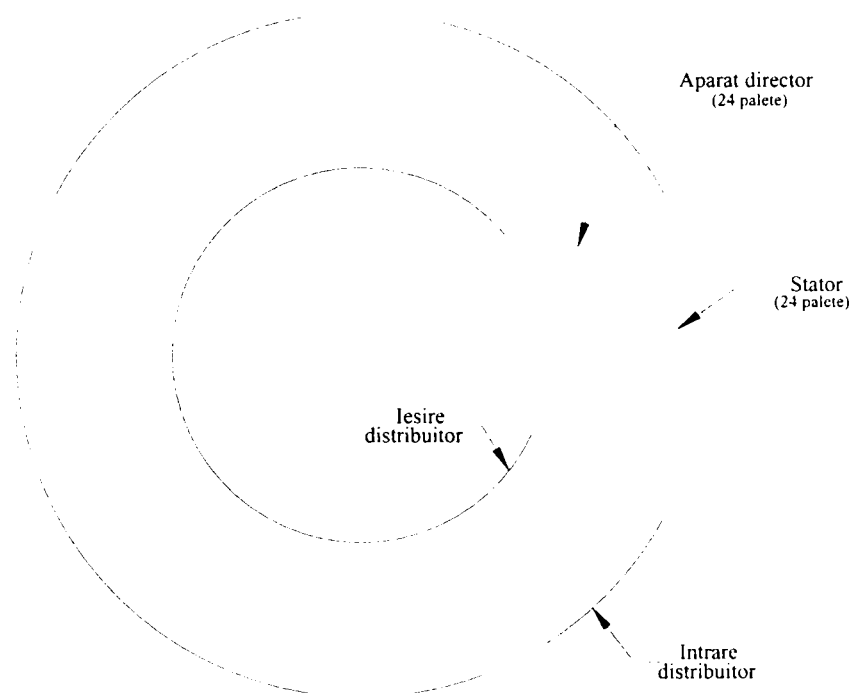 Aparat director
(24 palete)
Stator
(24 palete)
Iesire
distribuitor
Intrare
distribuitor